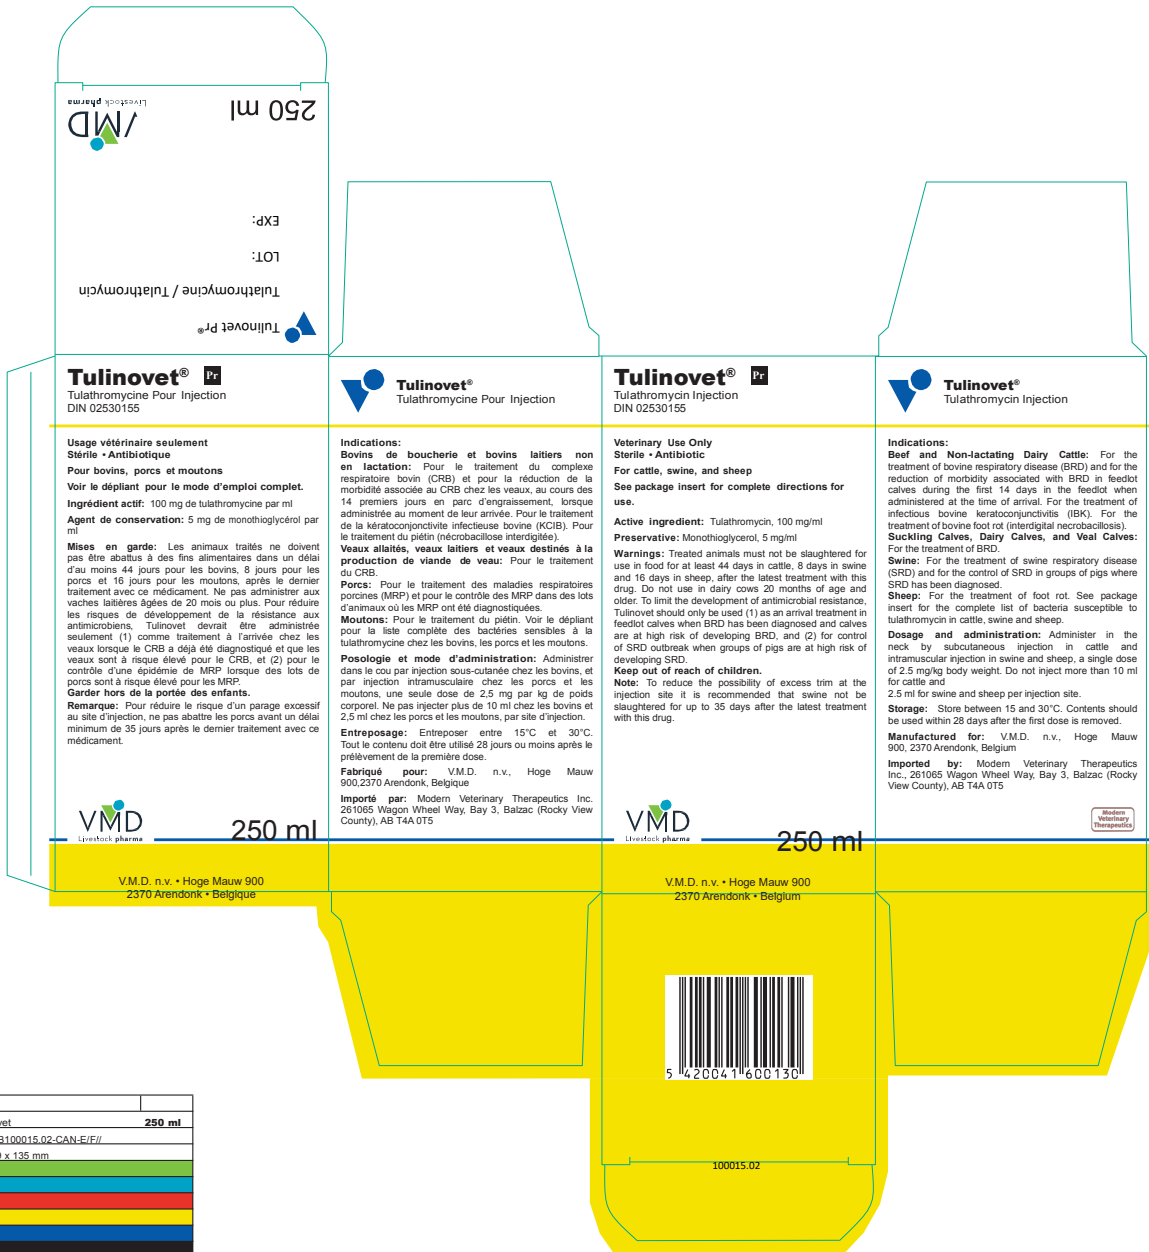 250 ml
VMD
Livestock pharma
EXP:
LOT:
Tulathromycine / Tulathromycin
Tulinovet Pr®
Tulinovet® Pr
Tulathromycine Pour Injection
DIN 02530155
Usage vétérinaire seulement
Stérile • Antibiotique
Pour bovins, porcs et moutons
Voir le dépliant pour le mode d'emploi complet.
Ingrédient actif: 100 mg de tulathromycine par ml
Agent de conservation: 5 mg de monothioglycérol par
ml
Mises en garde: Les animaux traités ne doivent
pas être abattus à des fins alimentaires dans un délai
d'au moins 44 jours pour les bovins, 8 jours pour les
porcs et 16 jours pour les moutons, après le dernier
traitement avec ce médicament. Ne pas administrer aux
vaches laitières âgées de 20 mois ou plus. Pour réduire
les risques de développement de la résistance aux
antimicrobiens, Tulinovet devrait être administrée
seulement (1) comme traitement à l'arrivée chez les
veaux lorsque le CRB a déjà été diagnostiqué et que les
veaux sont à risque élevé pour le CRB, et (2) pour le
contrôle d'une épidémie de MRP lorsque des lots de
porcs sont à risque élevé pour les MRP.
Garder hors de la portée des enfants.
Remarque: Pour réduire le risque d'un parage excessif
au site d'injection, ne pas abattre les porcs avant un délai
minimum de 35 jours après le dernier traitement avec ce
médicament.
VMD
Livestock pharma
250 ml
V.M.D. n.v. • Hoge Mauw 900
2370 Arendonk • Belgique
Tulinovet®
Tulathromycine Pour Injection
Indications:
Bovins de boucherie et bovins laitiers non
en lactation: Pour le traitement du complexe
respiratoire bovin (CRB) et pour la réduction de la
morbidité associée au CRB chez les veaux, au cours des
14 premiers jours en parc d'engraissement, lorsque
administrée au moment de leur arrivée. Pour le traitement
de la kératoconjonctivite infectieuse bovine (KCIB). Pour
le traitement du piétin (nécrobacillose interdigitée).
Veaux allaités, veaux laitiers et veaux destinés à la
production de viande de veau: Pour le traitement
du CRB.
Porcs: Pour le traitement des maladies respiratoires
porcines (MRP) et pour le contrôle des MRP dans des lots
d'animaux où les MRP ont été diagnostiquées.
Moutons: Pour le traitement du piétin. Voir le dépliant
pour la liste complète des bactéries sensibles à la
tulathromycine chez les bovins, les porcs et les moutons.
Posologie et mode d'administration: Administrer
dans le cou par injection sous-cutanée chez les bovins, et
par injection intramusculaire chez les porcs et les
moutons, une seule dose de 2,5 mg par kg de poids
corporel. Ne pas injecter plus de 10 ml chez les bovins et
2,5 ml chez les porcs et les moutons, par site d'injection.
Entreposage: Entreposer entre 15°C et 30°C.
Tout le contenu doit être utilisé 28 jours ou moins après le
prélèvement de la première dose.
Fabriqué pour: V.M.D. n.v., Hoge Mauw
900,2370 Arendonk, Belgique
Importé par: Modern Veterinary Therapeutics Inc.
261065 Wagon Wheel Way, Bay 3, Balzac (Rocky View
County), AB T4A 0T5
Tulinovet® Pr
Tulathromycin Injection
DIN 02530155
Veterinary Use Only
Sterile • Antibiotic
For cattle, swine, and sheep
See package insert for complete directions for
use.
Active ingredient: Tulathromycin, 100 mg/ml
Preservative: Monothioglycerol, 5 mg/ml
Warnings: Treated animals must not be slaughtered for
use in food for at least 44 days in cattle, 8 days in swine
and 16 days in sheep, after the latest treatment with this
drug. Do not use in dairy cows 20 months of age and
older. To limit the development of antimicrobial resistance,
Tulinovet should only be used (1) as an arrival treatment in
feedlot calves when BRD has been diagnosed and calves
are at high risk of developing BRD, and (2) for control
of SRD outbreak when groups of pigs are at high risk of
developing SRD.
Keep out of reach of children.
Note: To reduce the possibility of excess trim at the
injection site it is recommended that swine not be
slaughtered for up to 35 days after the latest treatment
with this drug.
VMD
Livestock pharma
250 ml
V.M.D. n.v. • Hoge Mauw 900
2370 Arendonk • Belgium
Tulinovet®
Tulathromycin Injection
Indications:
Beef and Non-lactating Dairy Cattle: For the
treatment of bovine respiratory disease (BRD) and for the
reduction of morbidity associated with BRD in feedlot
calves during the first 14 days in the feedlot when
administered at the time of arrival. For the treatment of
infectious bovine keratoconjunctivitis (IBK). For the
treatment of bovine foot rot (interdigital necrobacillosis).
Suckling Calves, Dairy Calves, and Veal Calves:
For the treatment of BRD.
Swine: For the treatment of swine respiratory disease
(SRD) and for the control of SRD in groups of pigs where
SRD has been diagnosed.
Sheep: For the treatment of foot rot. See package
insert for the complete list of bacteria susceptible to
tulathromycin in cattle, swine and sheep.
Dosage and administration: Administer in the
neck by subcutaneous injection in cattle and
intramuscular injection in swine and sheep, a single dose
of 2.5 mg/kg body weight. Do not inject more than 10 ml
for cattle and
2.5 ml for swine and sheep per injection site.
Storage: Store between 15 and 30°C. Contents should
be used within 28 days after the first dose is removed.
Manufactured for: V.M.D. n.v., Hoge Mauw
900, 2370 Arendonk, Belgium
Imported by: Modern Veterinary Therapeutics
Inc., 261065 Wagon Wheel Way, Bay 3, Balzac (Rocky
View County), AB T4A 0T5
Modern
Veterinary
Therapeutics
5 420041 600130
100015.02
vet 250 ml
B100015.02-CAN-E/F//
x 135 mm